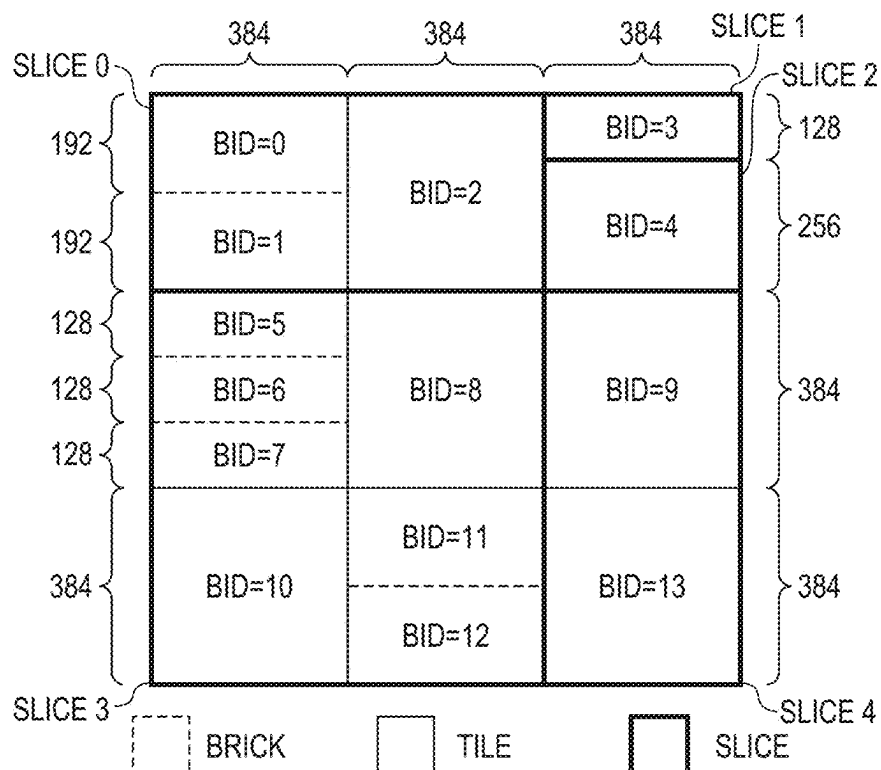 384 384 384 SLICE 1
SLICE 0 SLICE 2
192 BID=0 BID=2 BID=3 128
192 BID=1 BID=4 256
128 BID=5
128 BID=6 BID=8 BID=9 384
128 BID=7
BID=11
384 BID=10 BID=13 384
BID=12
SLICE 3 SLICE 4
BRICK TILE SLICE